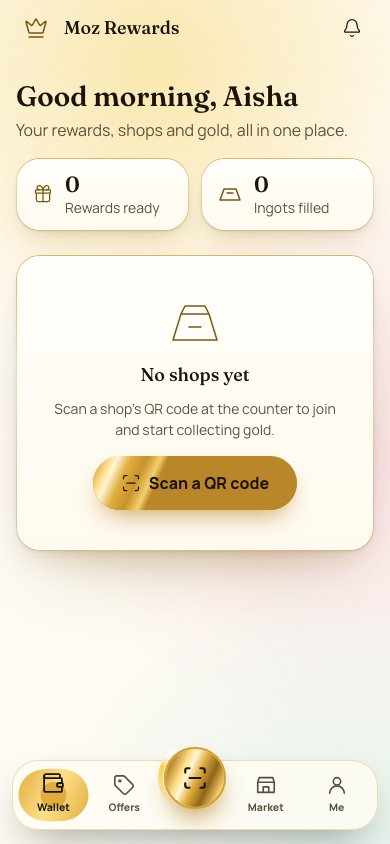 Moz Rewards
Good morning, Aisha
Your rewards, shops and gold, all in one place.
0
Rewards ready
0
Ingots filled
No shops yet
Scan a shop's QR code at the counter to join
and start collecting gold.
Scan a QR code
Wallet
Offers
Market
Me